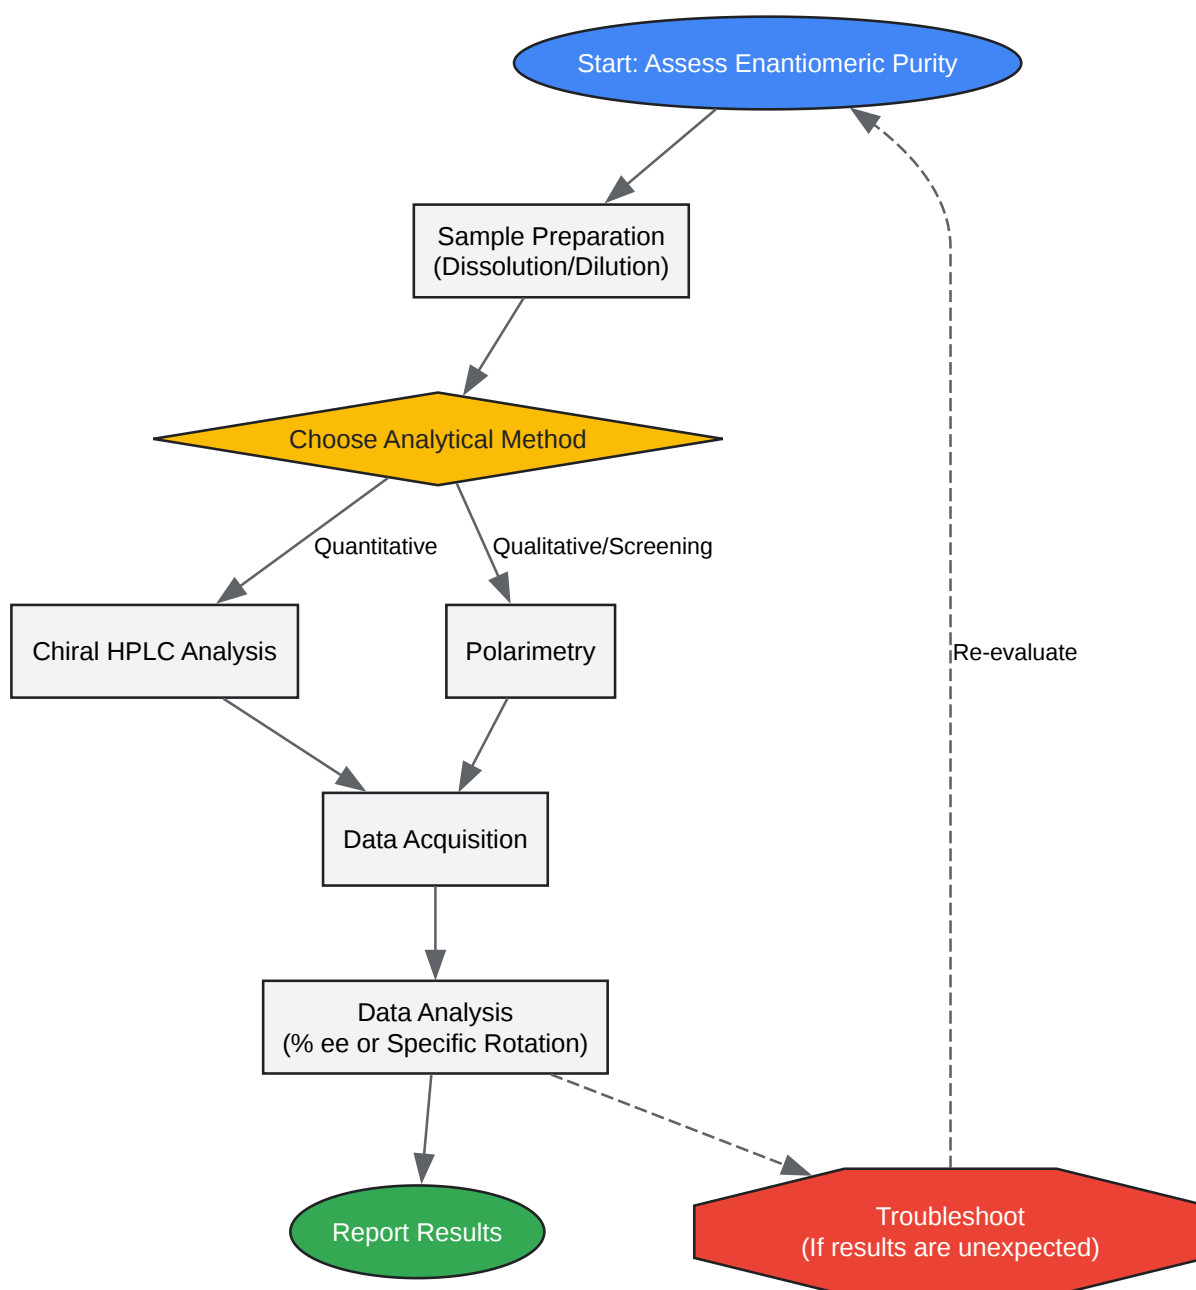 Start: Assess Enantiomeric Purity
Sample Preparation
(Dissolution/Dilution)
Choose Analytical Method
Quantitative
Qualitative/Screening
Chiral HPLC Analysis
Polarimetry
Re-evaluate
Data Acquisition
Data Analysis
(% ee or Specific Rotation)
Report Results
Troubleshoot
(If results are unexpected)